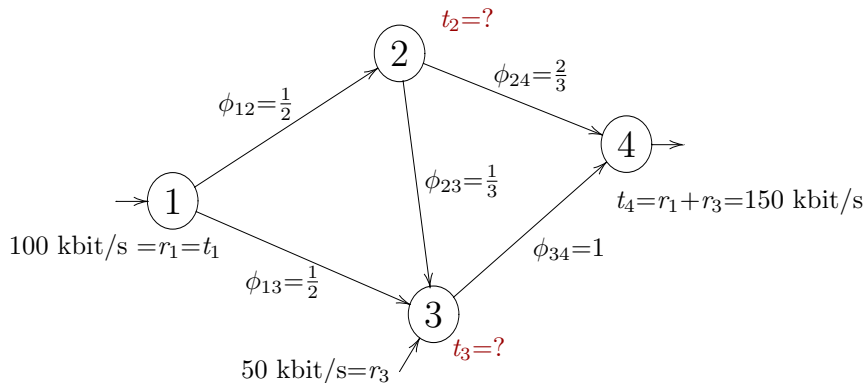 t₂=?
2
ϕ₂₄=2/3
ϕ₁₂=1/2
4
ϕ₂₃=1/3
1
t₄=r₁+r₃=150 kbit/s
100 kbit/s =r₁=t₁
ϕ₃₄=1
ϕ₁₃=1/2
3
t₃=?
50 kbit/s=r₃